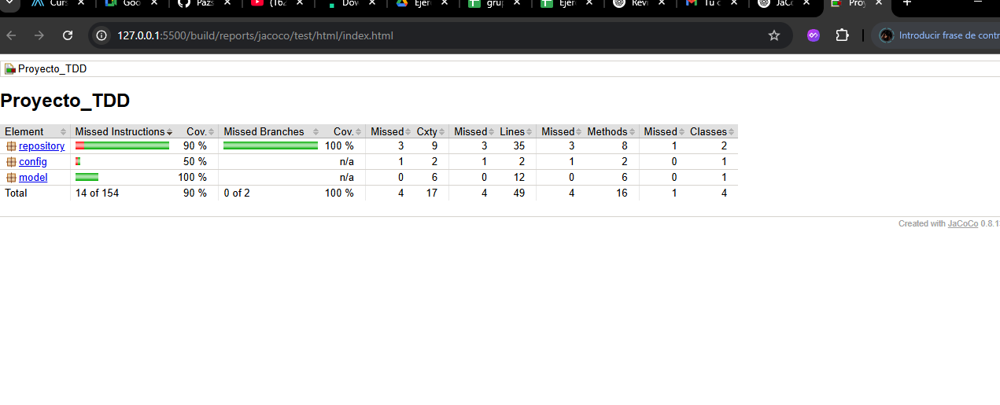 Curs
Goo
Pazs
(162
Dow
Ejer
grup
Ejer
Revi
Tu c
JaCo
Proy
127.0.0.1:5500/build/reports/jacoco/test/html/index.html
Introducir frase de contr
Proyecto_TDD
Proyecto_TDD
Element Missed Instructions Cov. Missed Branches Cov. Missed Cxty Missed Lines Missed Methods Missed Classes
repository 90 % 100 % 3 9 3 35 3 8 1 2
config 50 % n/a 1 2 1 2 1 2 0 1
model 100 % n/a 0 6 0 12 0 6 0 1
Total 14 of 154 90 % 0 of 2 100 % 4 17 4 49 4 16 1 4
Created with JaCoCo 0.8.1